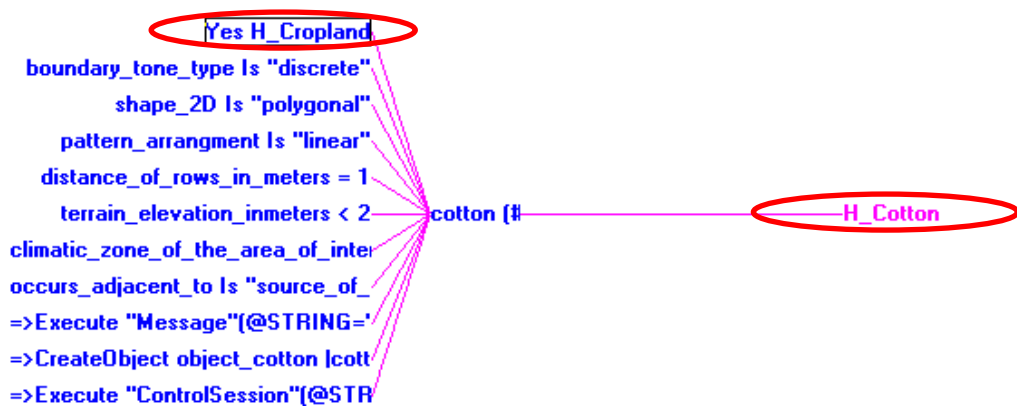 Yes H_Cropland
boundary_tone_type Is "discrete"
shape_2D Is "polygonal"
pattern_arrangment Is "linear"
distance_of_rows_in_meters = 1
terrain_elevation_inmeters < 2
cotton (#
H_Cotton
climatic_zone_of_the_area_of_inte
occurs_adjacent_to Is "source_of_
=>Execute "Message"(@STRING="
=>CreateObject object_cotton |cott
=>Execute "ControlSession"(@STR